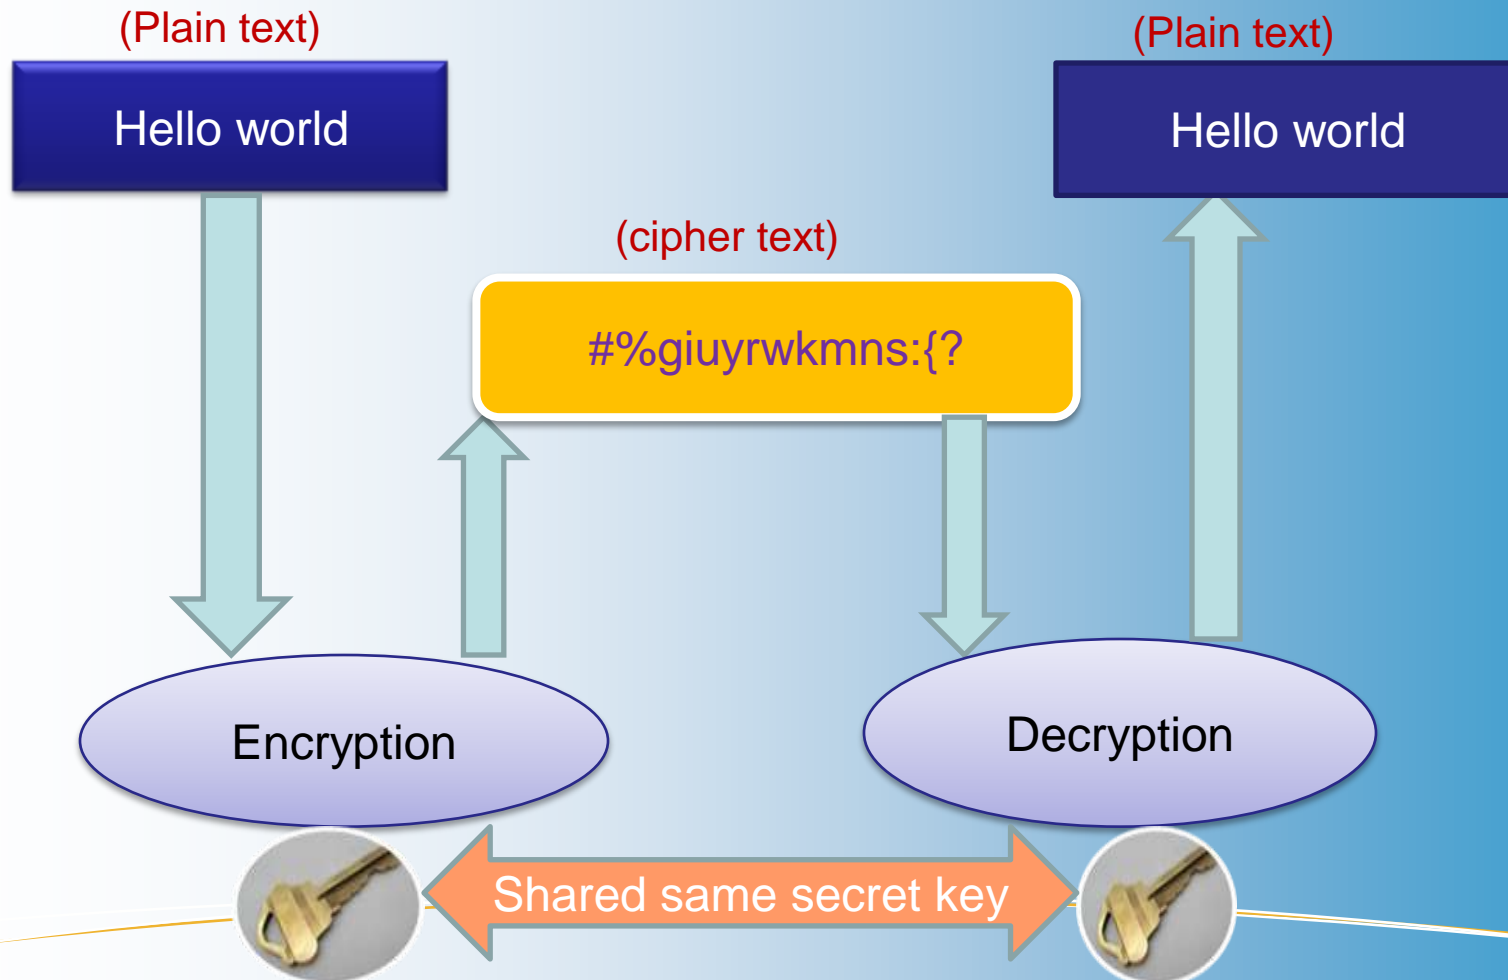 (Plain text)
Hello world
(Plain text)
Hello world
(cipher text)
#%giuyrwkmns:{?
Encryption
Decryption
Shared same secret key